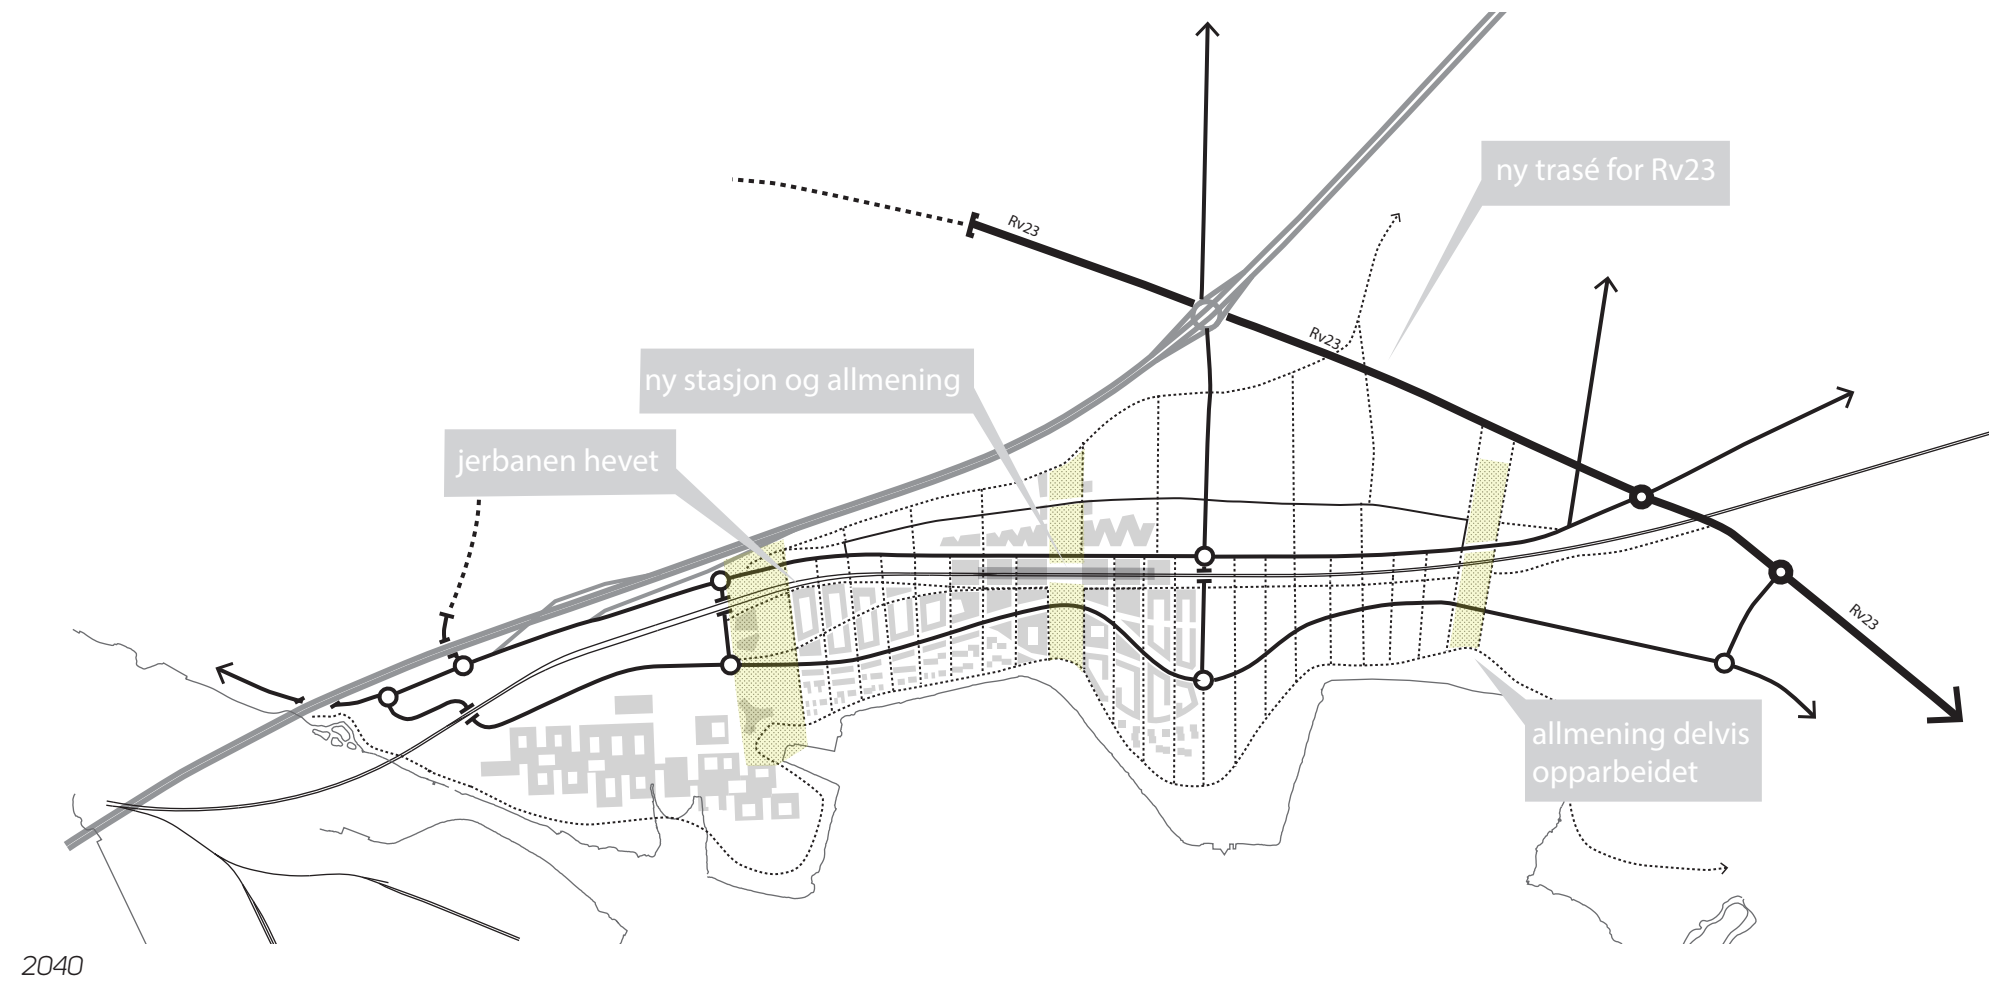 ny trasé for Rv23
Rv23
Rv23
ny stasjon og allmening
jerbanen hevet
Rv23
allmening delvis
opparbeidet
2040